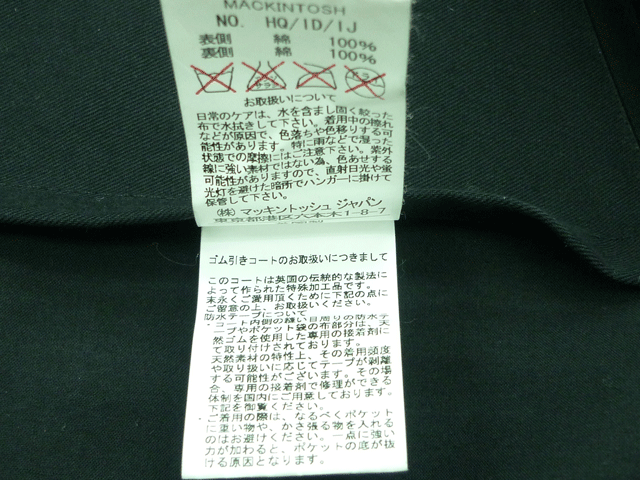 MACKINTOSH
NO. HQ/ID/IJ
表側 綿 100%
裏側 綿 100%
お取扱いについて
日常のケアは、水を含まし固く絞った
布で水拭きして下さい。着用中の擦れ
などが原因で、色落ちや色移りする可
能性があります。特に雨などで湿った
状態での摩擦にはご注意下さい。紫外
線に強い素材ではない為、色あせする
可能性がありますので、直射日光や蛍
光灯を避けた暗所でハンガーに掛けて
保管して下さい。
(株) マッキントッシュ ジャパン
東京都港区六本木1-8-7
ゴム引きコートのお取扱いにつきまして
このコートは英国の伝統的な製法に
よって作られた特殊加工品です。
末永くご愛用頂くために下記の点に
ご留意の上、お取扱いください。
防水テープについて
・コート内側の縫い目周りの防水テ
ープやポケット袋の布部分は、天
然ゴムを使用した専用の接着剤に
て取り付けされております。
天然素材の特性上、その着用頻度
や取り扱いに応じてテープが剥離
する可能性がございます。その場
合、専用の接着剤で修理ができる
体制を国内にご用意しております。
下記を御覧ください。
ご着用の際は、なるべくポケット
に重い物や、かさ張る物を入れる
のはお避けください。一点に強い
力が加わると、ポケットの底が抜
ける原因となります。